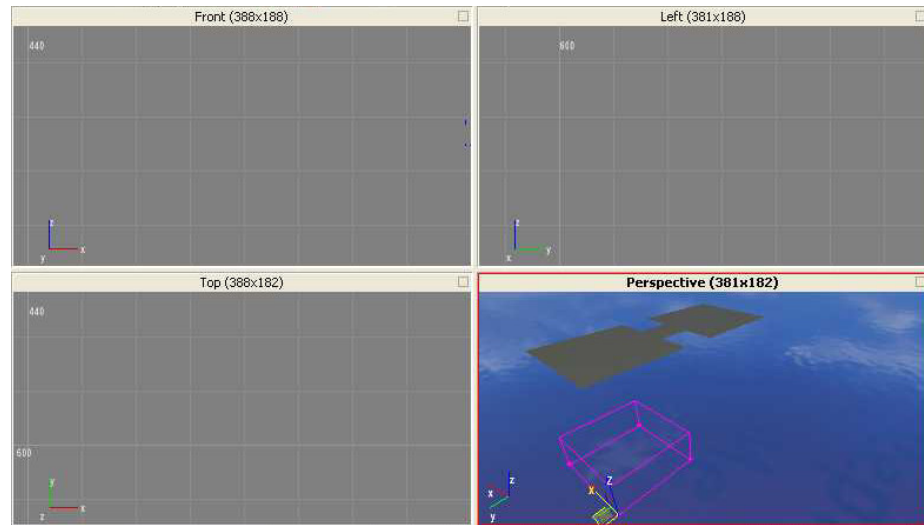 Front (388x188)
440
z
x
y
Left (381x188)
600
z
y
x
Top (388x182)
440
600
y
x
z
Perspective (381x182)
X
Z
z
x
y